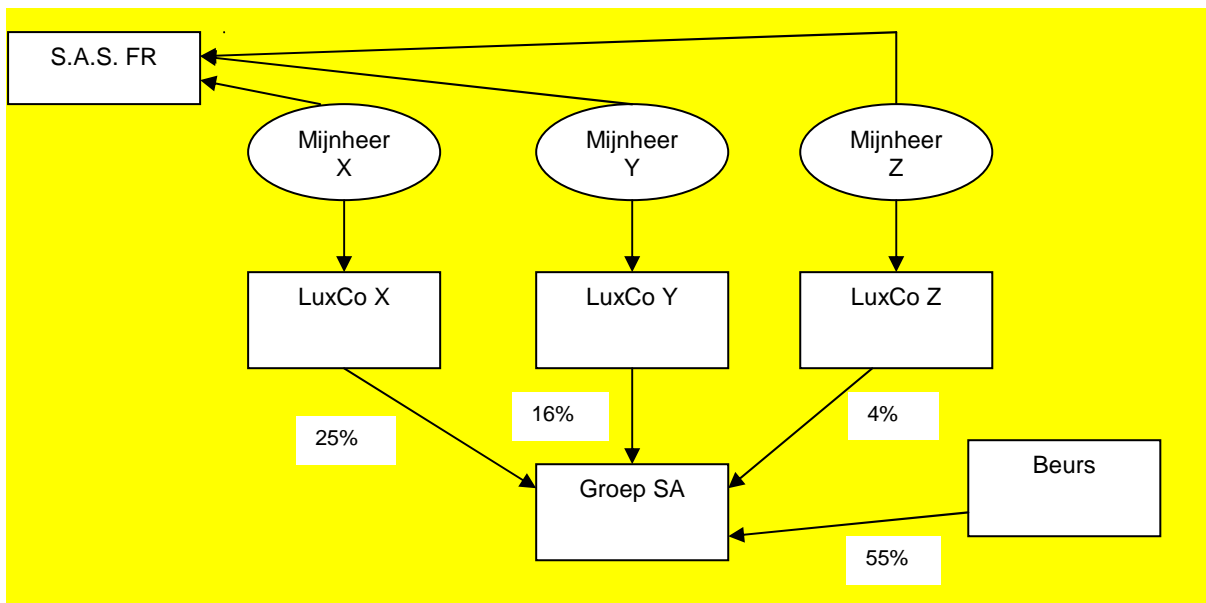 S.A.S. FR
Mijnheer
X
Mijnheer
Y
Mijnheer
Z
LuxCo X
LuxCo Y
LuxCo Z
25%
16%
4%
Groep SA
Beurs
55%